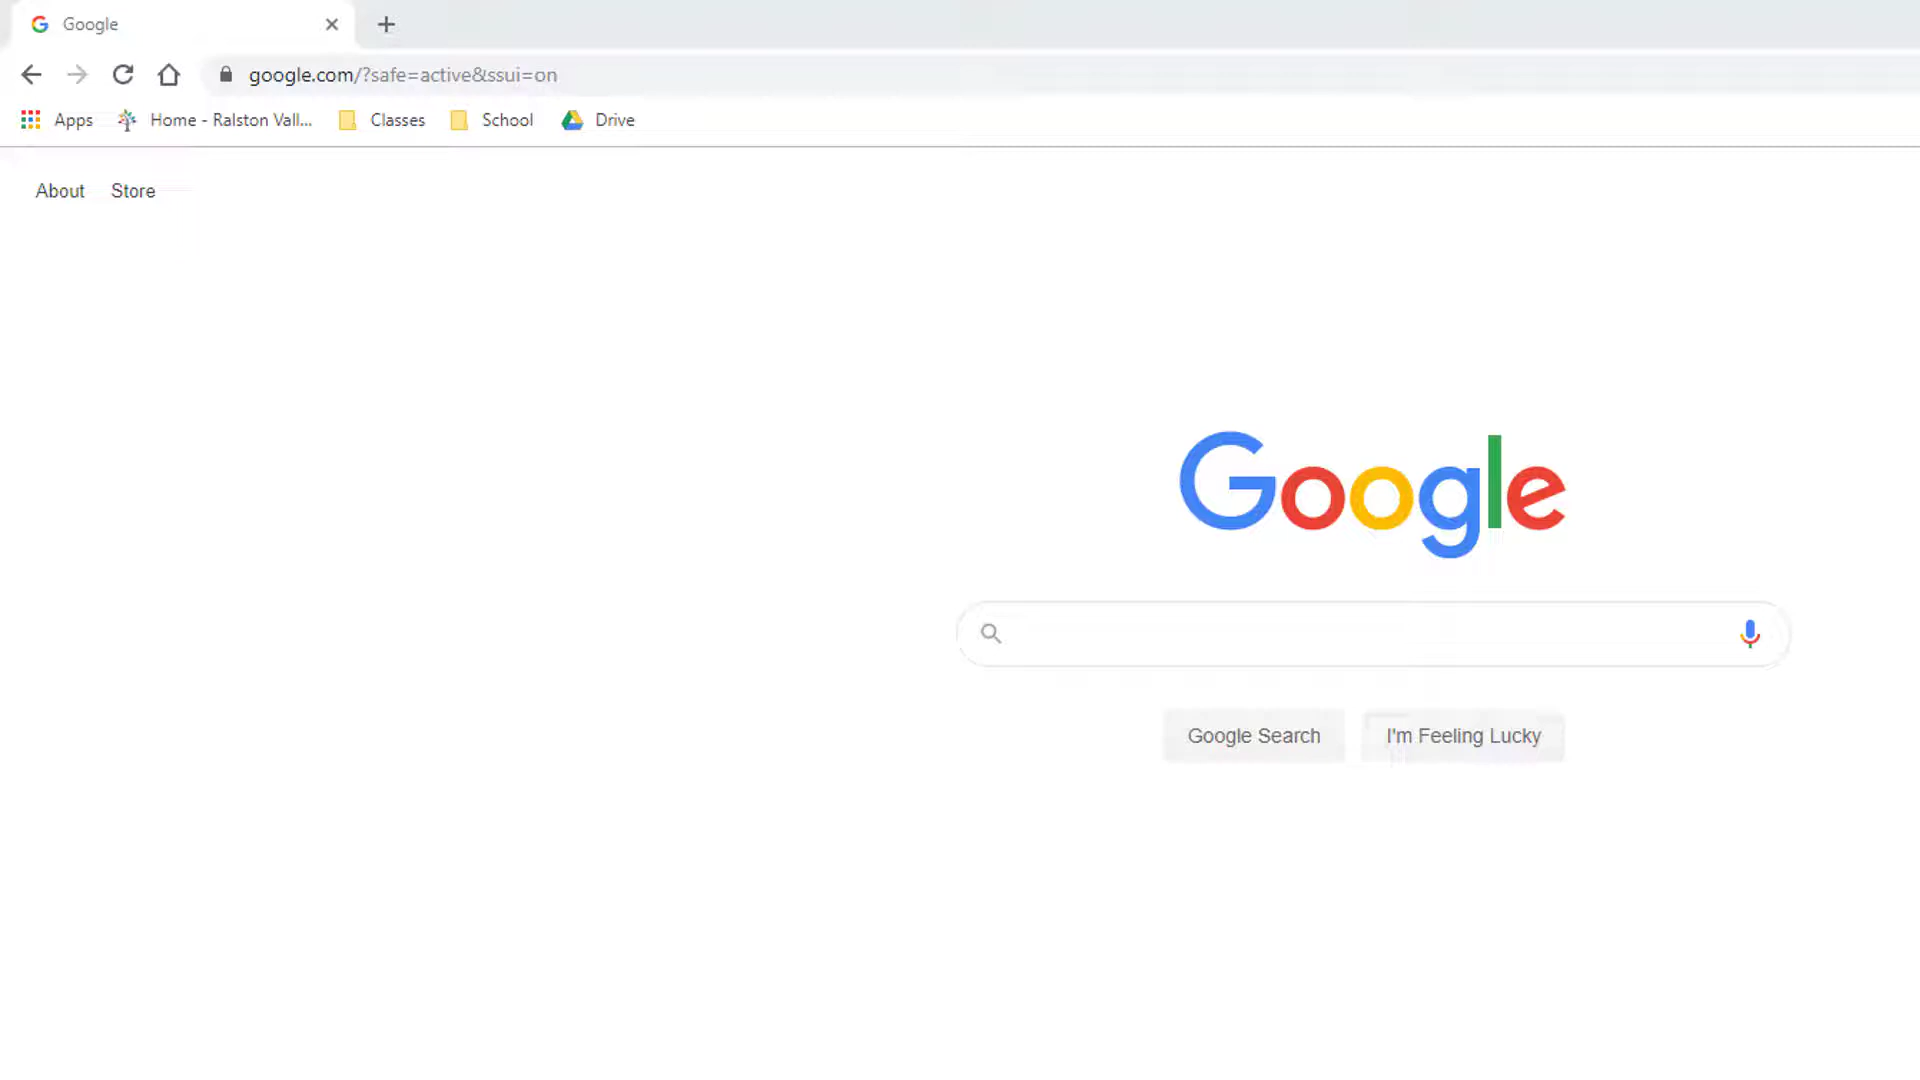 Google
google.com/?safe=active&ssui=on
Apps Home - Ralston Vall... Classes School Drive
About Store
Google
Google Search I'm Feeling Lucky